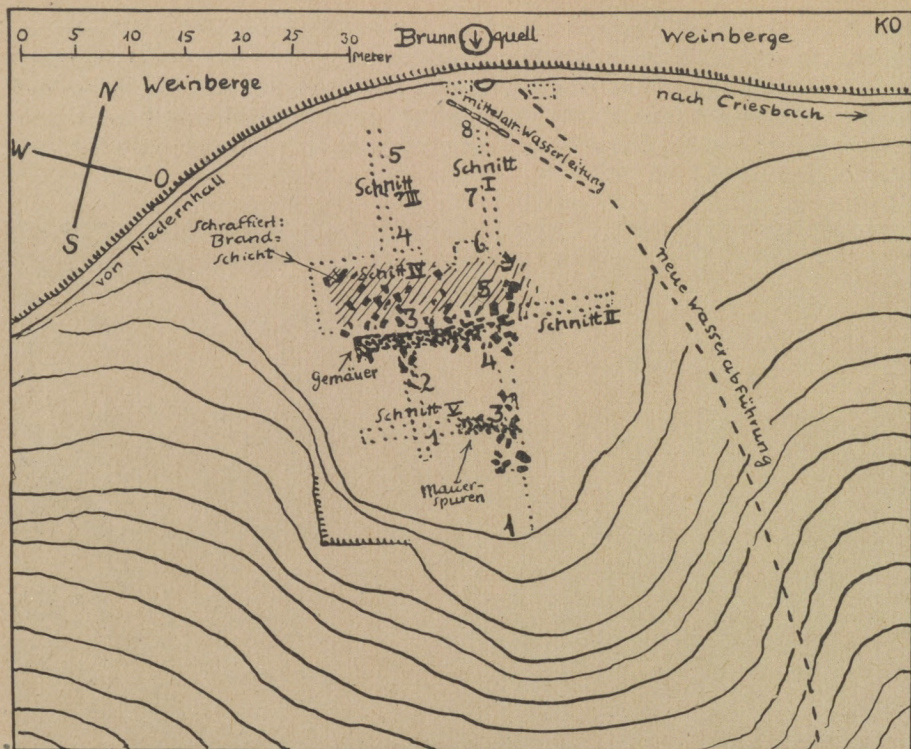 0 5 10 15 20 25 30
Meter
Brunnquell
Weinberge
KO
Weinberge
nach Criesbach →
N
W
O
S
von Niedernhall
mittelalt. Wasserleitung
8
5
Schnitt
III
Schnitt
I
7
schraffiert:
Brand-
schicht
4
6
Schnitt IV
5
3
Schnitt II
4
Gemäuer
2
Schnitt V
3
1
Mauer-
spuren
1
neue Wasserabführung